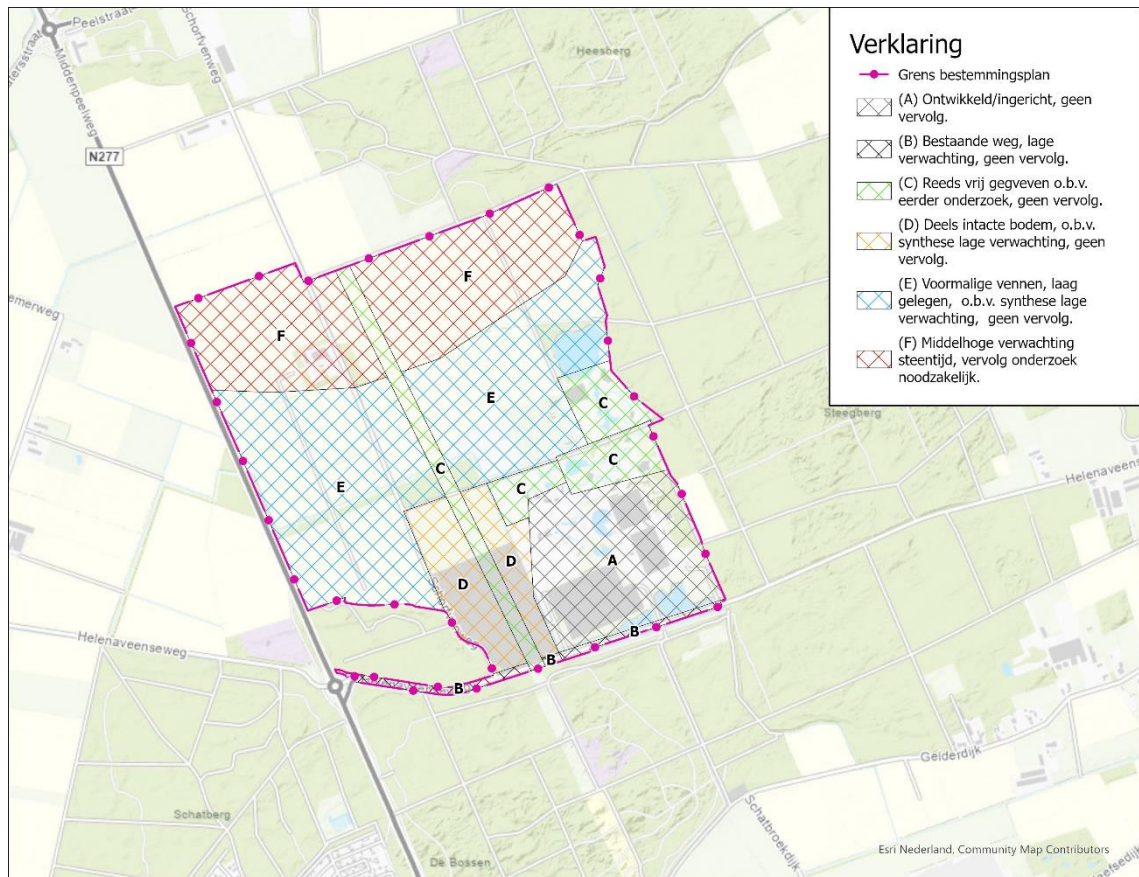 Peelstraat
Schorfvenweg
Middenpeelweg
N277
Heesberg
Verklaring
Grens bestemmingsplan
(A) Ontwikkeld/ingericht, geen
vervolg.
(B) Bestaande weg, lage
verwachting, geen vervolg.
(C) Reeds vrij gegveven o.b.v.
eerder onderzoek, geen vervolg.
(D) Deels intacte bodem, o.b.v.
synthese lage verwachting, geen
vervolg.
(E) Voormalige vennen, laag
gelegen, o.b.v. synthese lage
verwachting, geen vervolg.
(F) Middelhoge verwachting
steentijd, vervolg onderzoek
noodzakelijk.
F
F
E
C
Steegberg
C
C
C
E
Helenaveens
A
D
D
Helenaveenseweg
B
B
B
Gelderdijk
Schatberg
Schatbroekdijk
De Bossen
Esri Nederland, Community Map Contributors